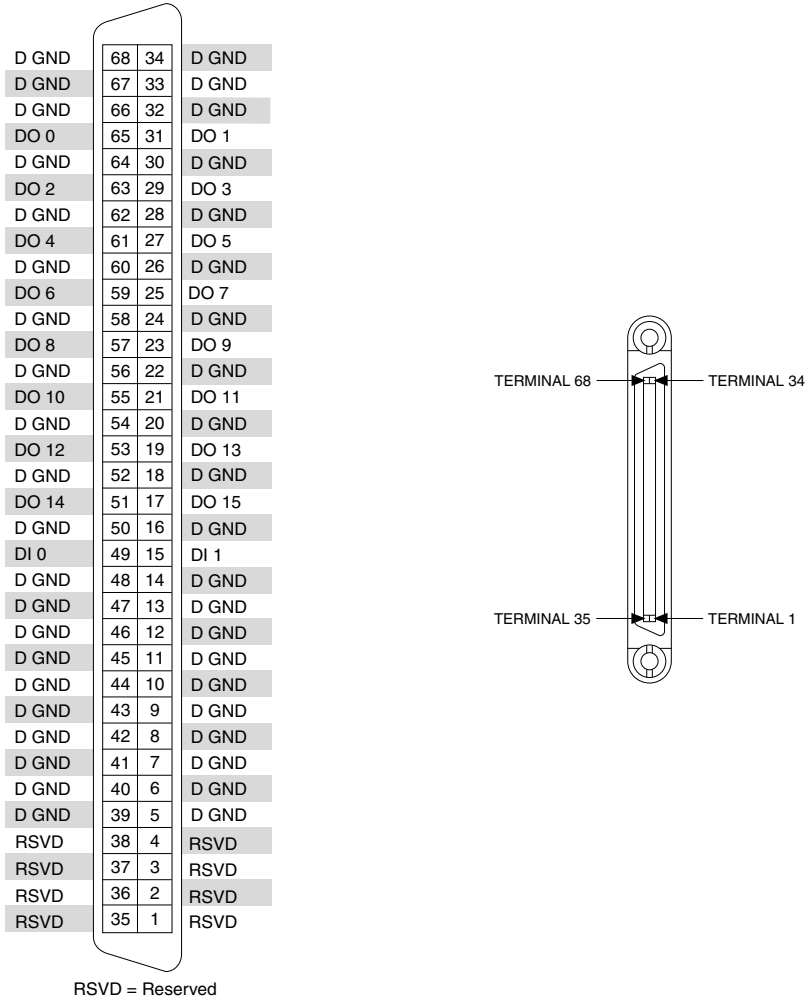 D GND 68 34 D GND
D GND 67 33 D GND
D GND 66 32 D GND
DO 0 65 31 DO 1
D GND 64 30 D GND
DO 2 63 29 DO 3
D GND 62 28 D GND
DO 4 61 27 DO 5
D GND 60 26 D GND
DO 6 59 25 DO 7
D GND 58 24 D GND
DO 8 57 23 DO 9
D GND 56 22 D GND
DO 10 55 21 DO 11
D GND 54 20 D GND
DO 12 53 19 DO 13
D GND 52 18 D GND
DO 14 51 17 DO 15
D GND 50 16 D GND
DI 0 49 15 DI 1
D GND 48 14 D GND
D GND 47 13 D GND
D GND 46 12 D GND
D GND 45 11 D GND
D GND 44 10 D GND
D GND 43 9 D GND
D GND 42 8 D GND
D GND 41 7 D GND
D GND 40 6 D GND
D GND 39 5 D GND
RSVD 38 4 RSVD
RSVD 37 3 RSVD
RSVD 36 2 RSVD
RSVD 35 1 RSVD
RSVD = Reserved
TERMINAL 68 TERMINAL 34
TERMINAL 35 TERMINAL 1